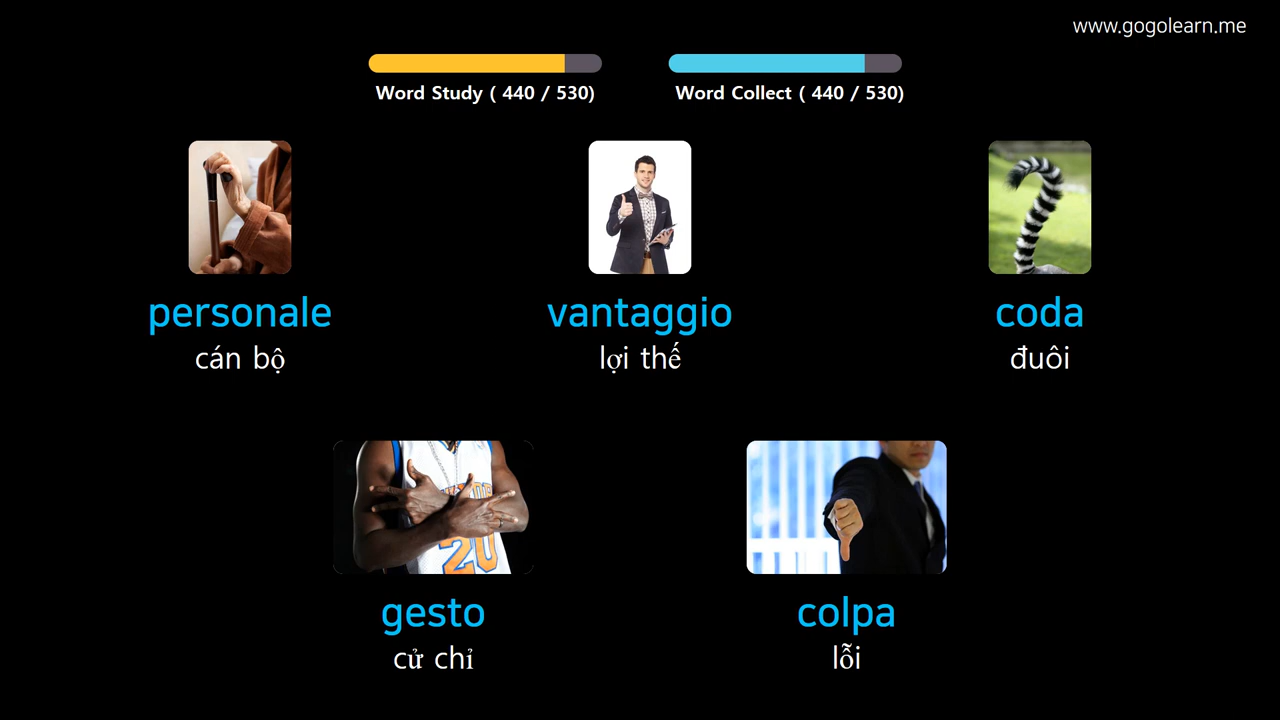 www.gogolearn.me
Word Study ( 440 / 530)
Word Collect ( 440 / 530)
personale
cán bộ
vantaggio
lợi thế
coda
đuôi
20
gesto
cử chỉ
colpa
lỗi